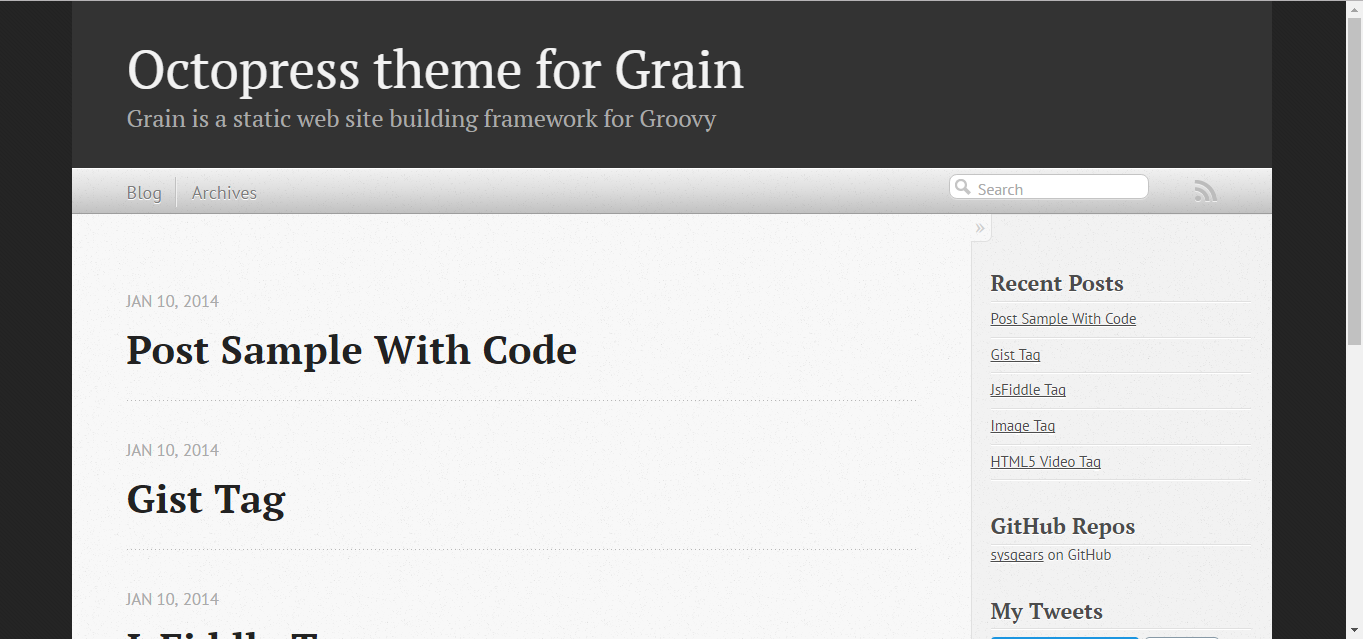 Octopress theme for Grain
Grain is a static web site building framework for Groovy
Blog
Archives
Search
»
JAN 10, 2014
Post Sample With Code
JAN 10, 2014
Gist Tag
JAN 10, 2014
JsFiddle T
Recent Posts
Post Sample With Code
Gist Tag
JsFiddle Tag
Image Tag
HTML5 Video Tag
GitHub Repos
sysgears on GitHub
My Tweets